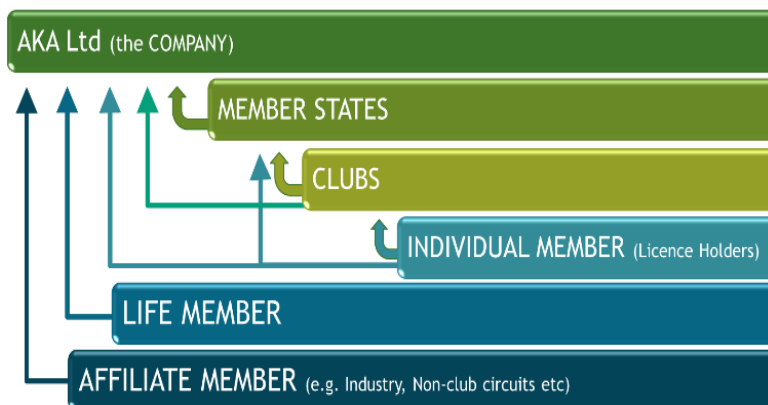 AKA Ltd (the COMPANY)
MEMBER STATES
CLUBS
INDIVIDUAL MEMBER (Licence Holders)
LIFE MEMBER
AFFILIATE MEMBER (e.g. Industry, Non-club circuits etc)